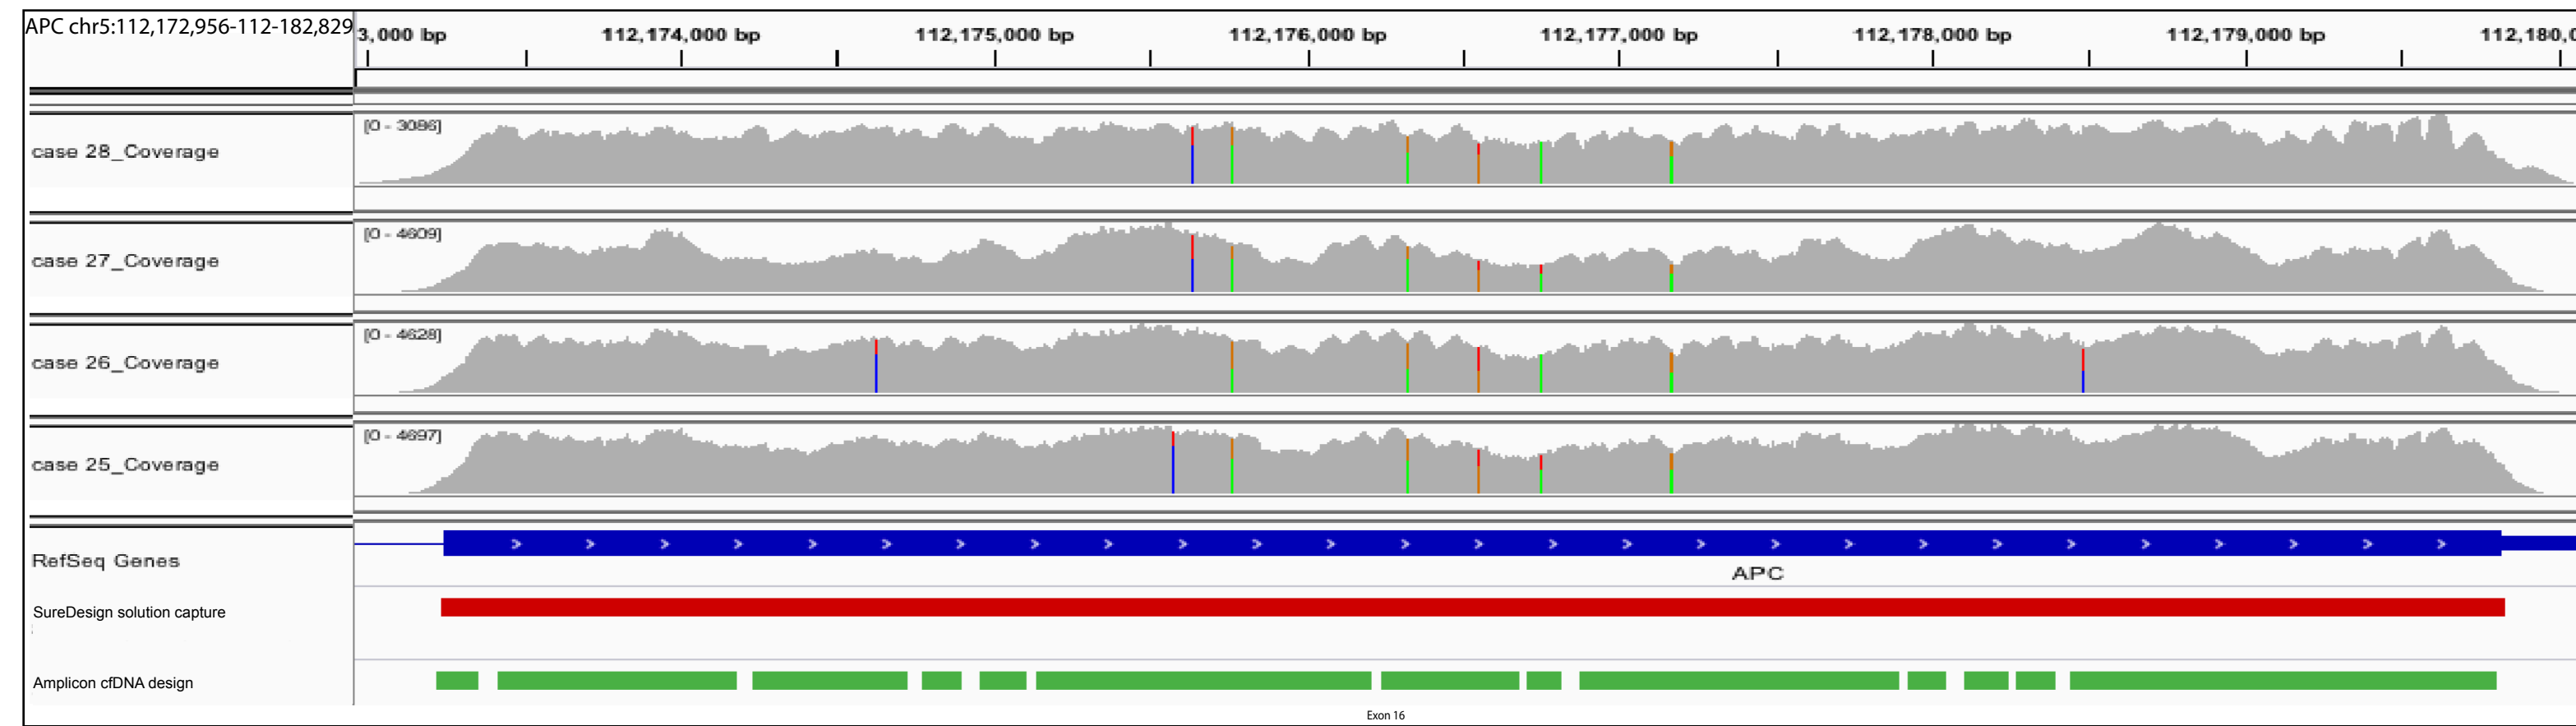 APC chr5:112,172,956-112-182,829
3,000 bp 112,174,000 bp 112,175,000 bp 112,176,000 bp 112,177,000 bp 112,178,000 bp 112,179,000 bp 112,180,0
[0 - 3086]
case 28_Coverage
[0 - 4609]
case 27_Coverage
[0 - 4628]
case 26_Coverage
[0 - 4697]
case 25_Coverage
RefSeq Genes
APC
SureDesign solution capture
Amplicon cfDNA design
Exon 16